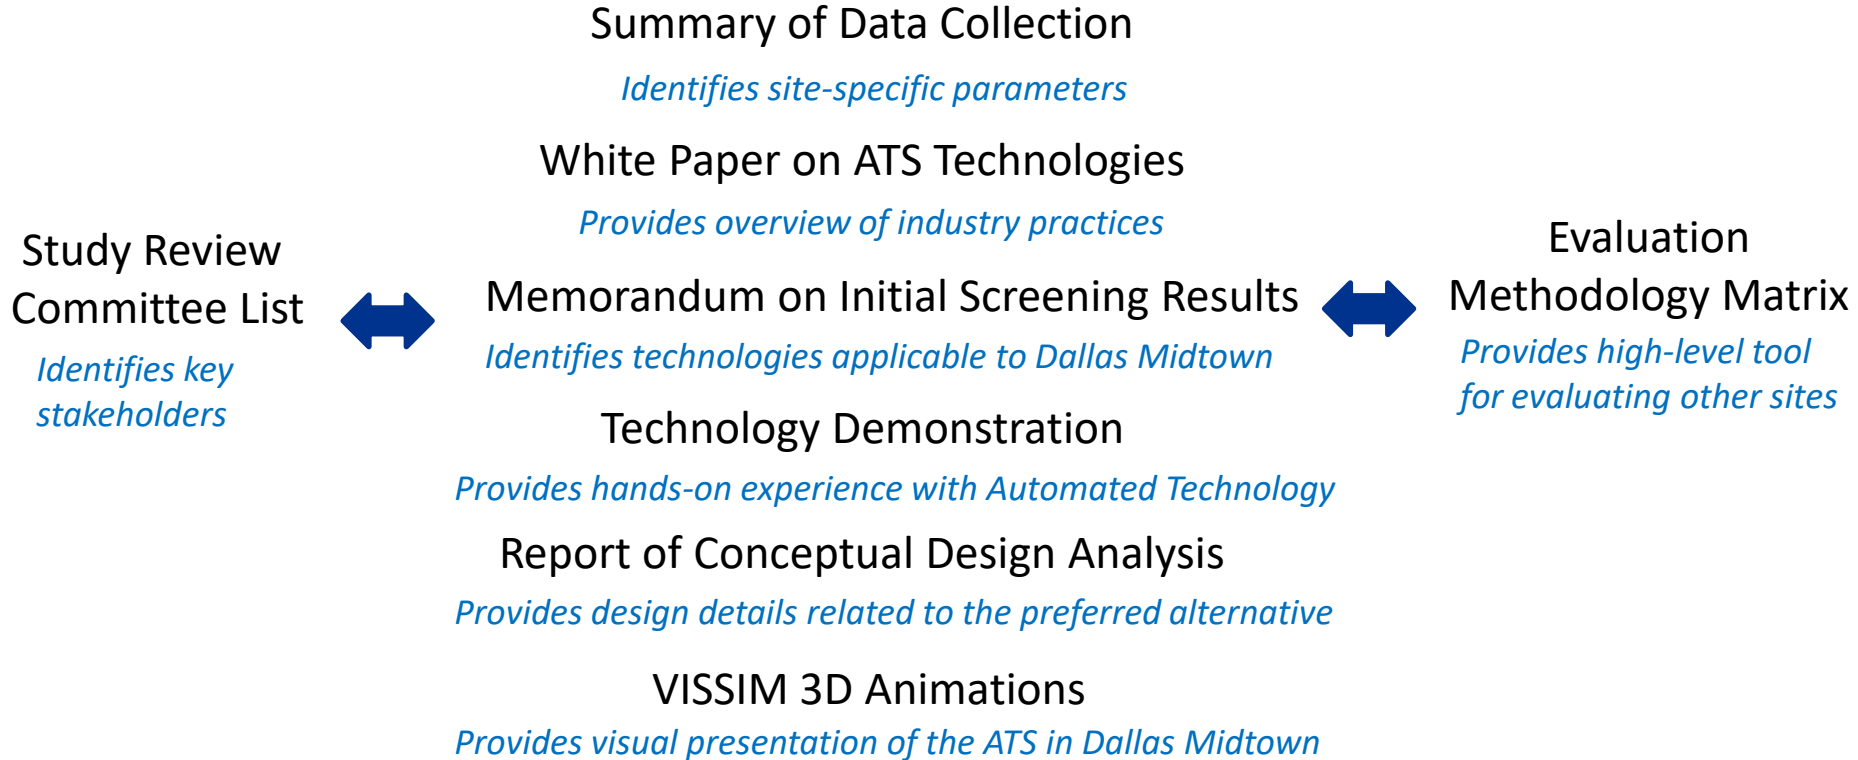 Study Review
Committee List
Identifies key
stakeholders
Summary of Data Collection
Identifies site-specific parameters
White Paper on ATS Technologies
Provides overview of industry practices
Memorandum on Initial Screening Results
Identifies technologies applicable to Dallas Midtown
Technology Demonstration
Provides hands-on experience with Automated Technology
Report of Conceptual Design Analysis
Provides design details related to the preferred alternative
VISSIM 3D Animations
Provides visual presentation of the ATS in Dallas Midtown
Evaluation
Methodology Matrix
Provides high-level tool
for evaluating other sites